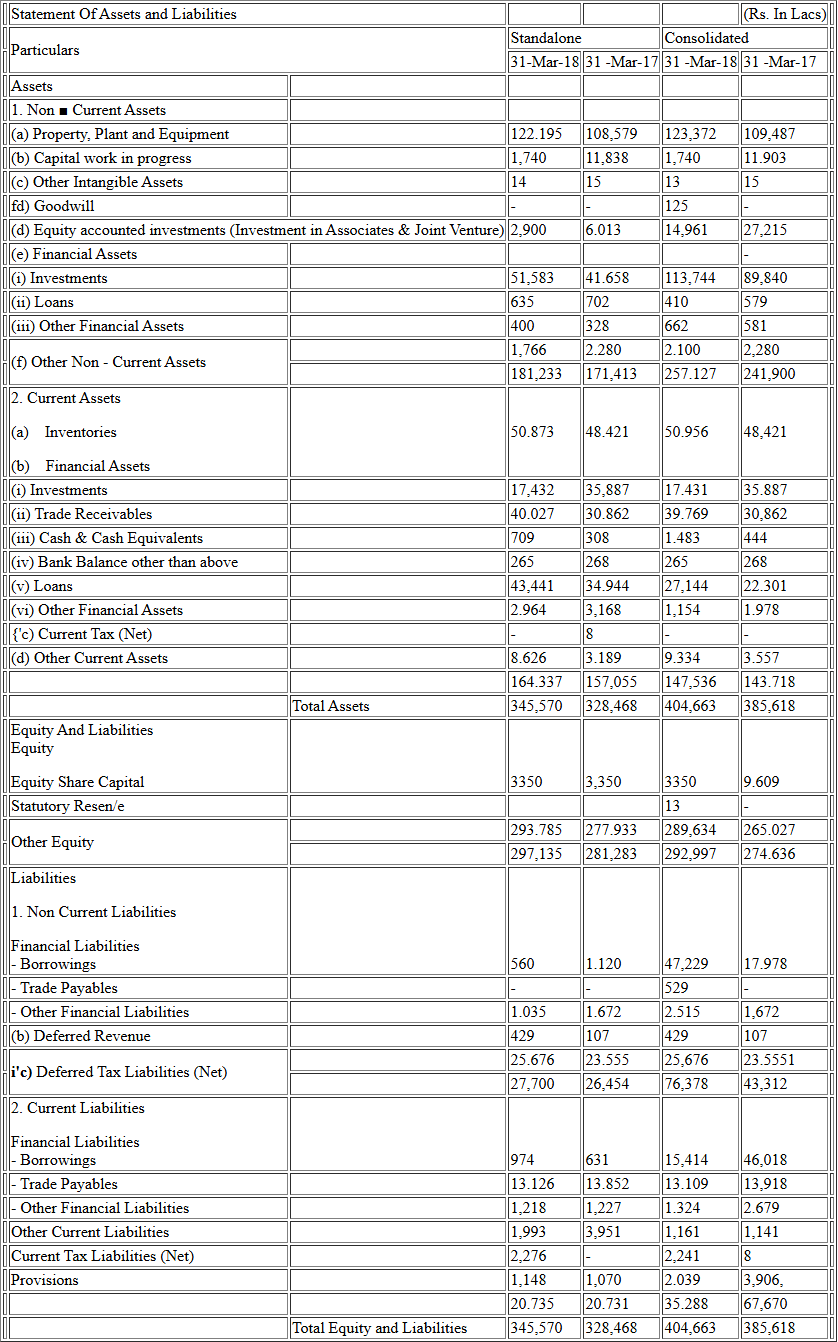 Statement Of Assets and Liabilities (Rs. In Lacs)
Particulars Standalone Consolidated
31-Mar-18 31 -Mar-17 31 -Mar-18 31 -Mar-17
Assets
1. Non ■ Current Assets
(a) Property, Plant and Equipment 122.195 108,579 123,372 109,487
(b) Capital work in progress 1,740 11,838 1,740 11.903
(c) Other Intangible Assets 14 15 13 15
fd) Goodwill - - 125 -
(d) Equity accounted investments (Investment in Associates & Joint Venture) 2,900 6.013 14,961 27,215
(e) Financial Assets -
(i) Investments 51,583 41.658 113,744 89,840
(ii) Loans 635 702 410 579
(iii) Other Financial Assets 400 328 662 581
(f) Other Non - Current Assets 1,766 2.280 2.100 2,280
181,233 171,413 257.127 241,900
2. Current Assets
(a) Inventories 50.873 48.421 50.956 48,421
(b) Financial Assets
(i) Investments 17,432 35,887 17.431 35.887
(ii) Trade Receivables 40.027 30.862 39.769 30,862
(iii) Cash & Cash Equivalents 709 308 1.483 444
(iv) Bank Balance other than above 265 268 265 268
(v) Loans 43,441 34.944 27,144 22.301
(vi) Other Financial Assets 2.964 3,168 1,154 1.978
{'c) Current Tax (Net) - 8 - -
(d) Other Current Assets 8.626 3.189 9.334 3.557
164.337 157,055 147,536 143.718
Total Assets 345,570 328,468 404,663 385,618
Equity And Liabilities
Equity
Equity Share Capital 3350 3,350 3350 9.609
Statutory Resen/e 13 -
Other Equity 293.785 277.933 289,634 265.027
297,135 281,283 292,997 274.636
Liabilities
1. Non Current Liabilities
Financial Liabilities
- Borrowings 560 1.120 47,229 17.978
- Trade Payables - - 529 -
- Other Financial Liabilities 1.035 1.672 2.515 1,672
(b) Deferred Revenue 429 107 429 107
i'c) Deferred Tax Liabilities (Net) 25.676 23.555 25,676 23.5551
27,700 26,454 76,378 43,312
2. Current Liabilities
Financial Liabilities
- Borrowings 974 631 15,414 46,018
- Trade Payables 13.126 13.852 13.109 13,918
- Other Financial Liabilities 1,218 1,227 1.324 2.679
Other Current Liabilities 1,993 3,951 1,161 1,141
Current Tax Liabilities (Net) 2,276 - 2,241 8
Provisions 1,148 1,070 2.039 3,906,
20.735 20.731 35.288 67,670
Total Equity and Liabilities 345,570 328,468 404,663 385,618